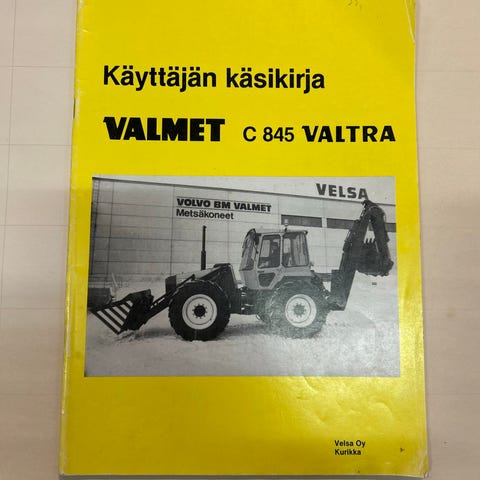 Käyttäjän käsikirja
VALMET C 845 VALTRA
VELSA
VOLVO BM VALMET
Metsäkoneet
Velsa Oy
Kurikka